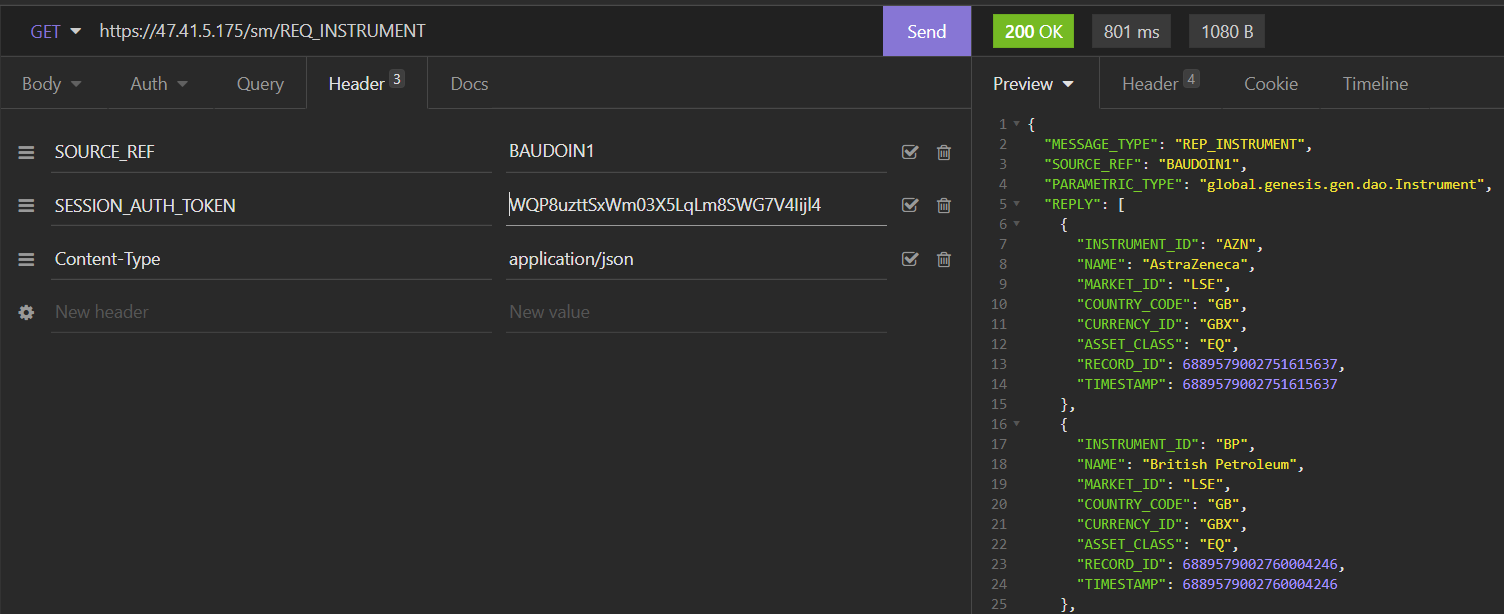 GET https://47.41.5.175/sm/REQ_INSTRUMENT Send 200 OK 801 ms 1080 B
Body Auth Query Header 3 Docs
SOURCE_REF BAUDOIN1
SESSION_AUTH_TOKEN WQP8uzttSxWm03X5LqLm8SWG7V4Iijl4
Content-Type application/json
New header New value
Preview Header 4 Cookie Timeline
1 {
2 "MESSAGE_TYPE": "REP_INSTRUMENT",
3 "SOURCE_REF": "BAUDOIN1",
4 "PARAMETRIC_TYPE": "global.genesis.gen.dao.Instrument",
5 "REPLY": [
6 {
7 "INSTRUMENT_ID": "AZN",
8 "NAME": "AstraZeneca",
9 "MARKET_ID": "LSE",
10 "COUNTRY_CODE": "GB",
11 "CURRENCY_ID": "GBX",
12 "ASSET_CLASS": "EQ",
13 "RECORD_ID": 6889579002751615637,
14 "TIMESTAMP": 6889579002751615637
15 },
16 {
17 "INSTRUMENT_ID": "BP",
18 "NAME": "British Petroleum",
19 "MARKET_ID": "LSE",
20 "COUNTRY_CODE": "GB",
21 "CURRENCY_ID": "GBX",
22 "ASSET_CLASS": "EQ",
23 "RECORD_ID": 6889579002760004246,
24 "TIMESTAMP": 6889579002760004246
25 },